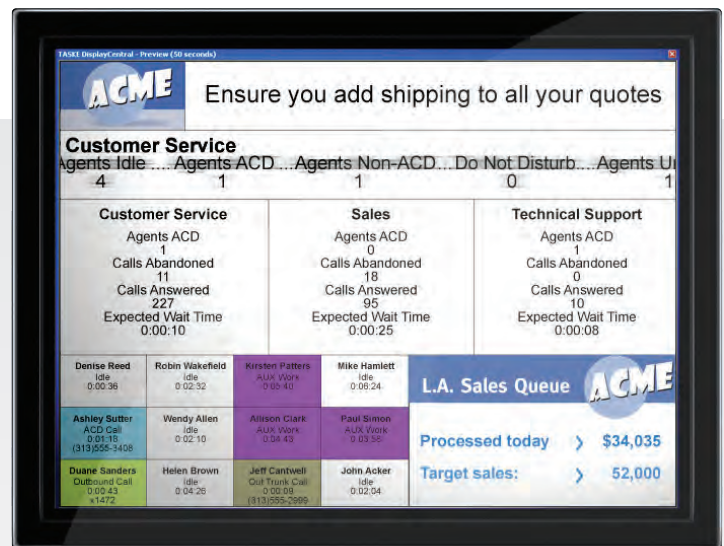 TASKE DisplayCentral - Preview (50 seconds)
ACME
Ensure you add shipping to all your quotes
Customer Service
Agents Idle ....Agents ACD...Agents Non-ACD...Do Not Disturb....Agents U
4 1 1 0 1
Customer Service
Agents ACD
1
Calls Abandoned
11
Calls Answered
227
Expected Wait Time
0:00:10
Sales
Agents ACD
0
Calls Abandoned
18
Calls Answered
95
Expected Wait Time
0:00:25
Technical Support
Agents ACD
1
Calls Abandoned
0
Calls Answered
10
Expected Wait Time
0:00:08
Denise Reed
Idle
0:00:36
Robin Wakefield
Idle
0:02:32
Kirsten Patters
AUX Work
0:05:40
Mike Hamlett
Idle
0:06:24
Ashley Sutter
ACD Call
0:01:18
(313)555-3408
Wendy Allen
Idle
0:02:10
Allison Clark
AUX Work
0:04:43
Paul Simon
AUX Work
0:03:58
Duane Sanders
Outbound Call
0:00:43
x1472
Helen Brown
Idle
0:04:26
Jeff Cantwell
Out Trunk Call
0:00:09
(313)555-2999
John Acker
Idle
0:02:04
L.A. Sales Queue
ACME
Processed today > $34,035
Target sales: > 52,000